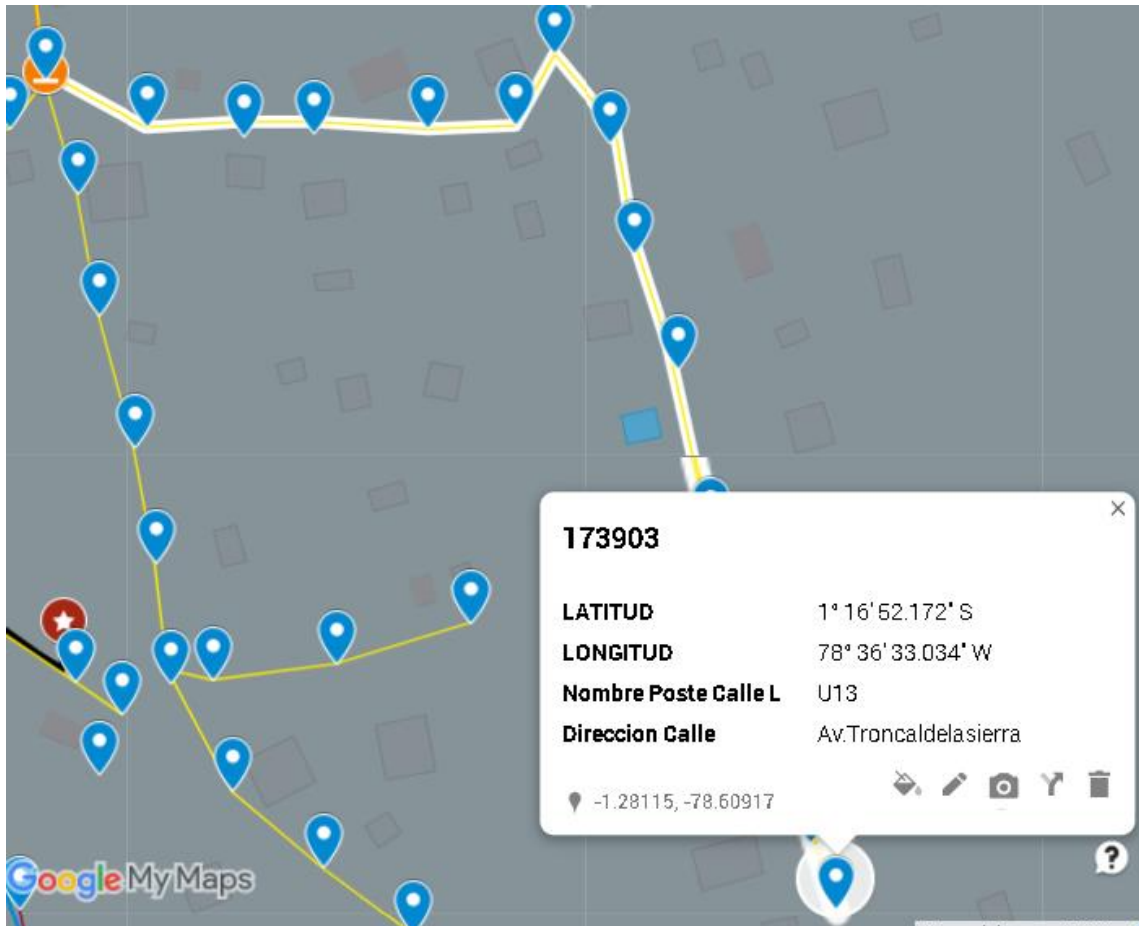 173903
LATITUD 1° 16' 52.172" S
LONGITUD 78° 36' 33.034" W
Nombre Poste Calle L U13
Direccion Calle Av.Troncaldelasierra
-1.28115, -78.60917
?
Google My Maps